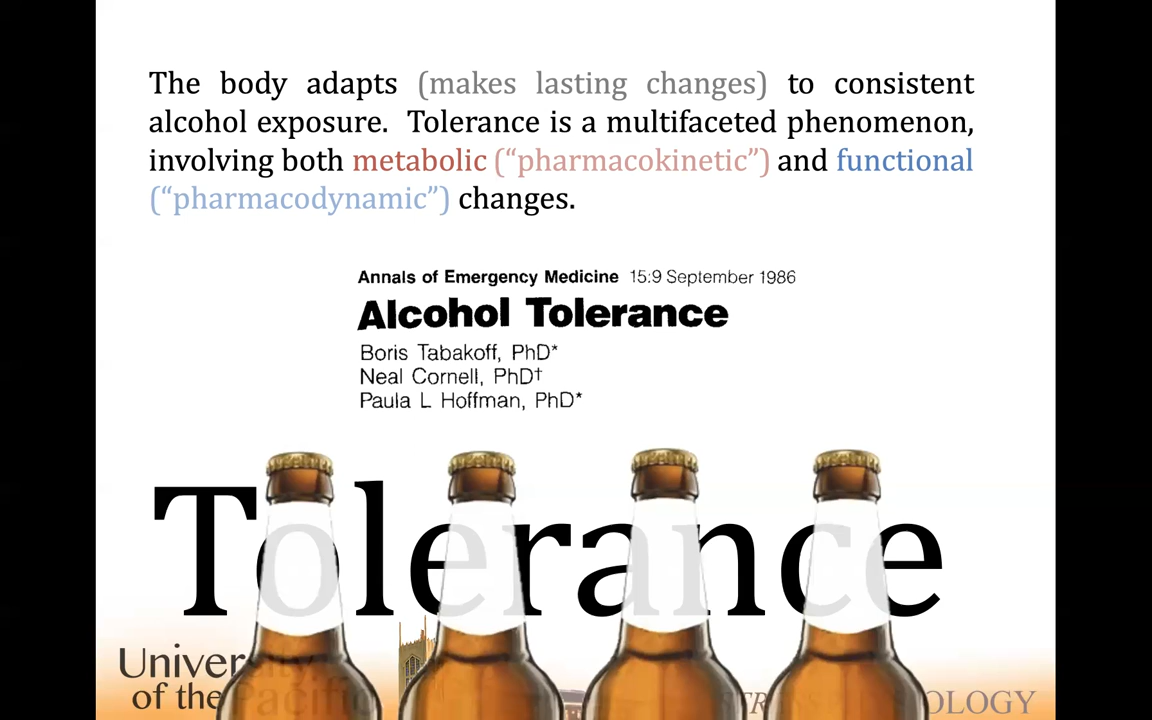 The body adapts (makes lasting changes) to consistent
alcohol exposure. Tolerance is a multifaceted phenomenon,
involving both metabolic (“pharmacokinetic”) and functional
(“pharmacodynamic”) changes.
Annals of Emergency Medicine 15:9 September 1986
Alcohol Tolerance
Boris Tabakoff, PhD*
Neal Cornell, PhD†
Paula L Hoffman, PhD*
Tolerance
University
of the Pacific